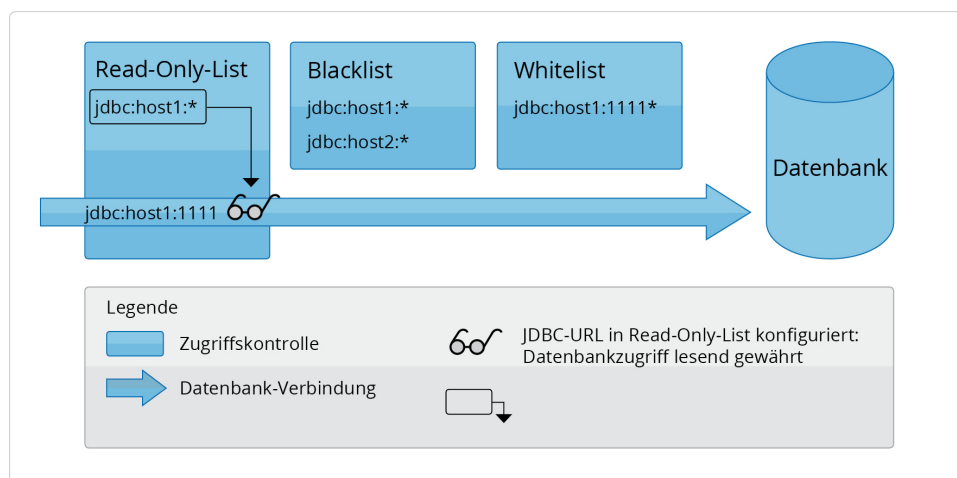 Read-Only-List
jdbc:host1:*
Blacklist
jdbc:host1:*
jdbc:host2:*
Whitelist
jdbc:host1:1111*
Datenbank
jdbc:host1:1111
Legende
Zugriffskontrolle
Datenbank-Verbindung
JDBC-URL in Read-Only-List konfiguriert:
Datenbankzugriff lesend gewährt